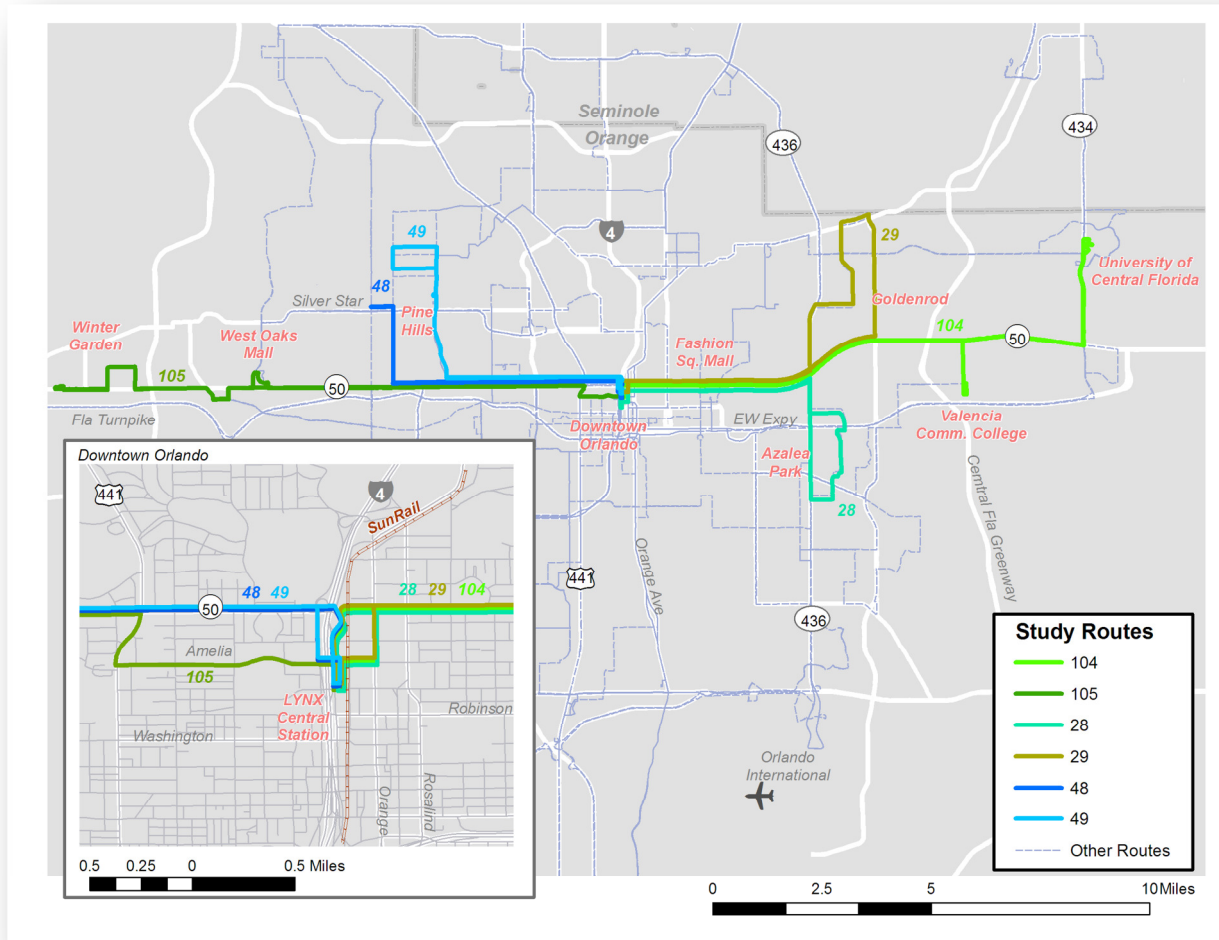 Seminole
Orange
436
434
4
49
29
48
Silver Star
Pine
Hills
Goldenrod
University of
Central Florida
Winter
Garden
West Oaks
Mall
Fashion
Sq. Mall
104
50
105
50
Fla Turnpike
Downtown
Orlando
EW Expy
Valencia
Comm. College
Azalea
Park
28
Cemtral Fla Greenway
Orange Ave
441
436
Orlando
International
Downtown Orlando
441
4
SunRail
48 49
28 29 104
50
Amelia
105
LYNX
Central
Station
Robinson
Washington
Orange
Rosalind
0.5 0.25 0 0.5 Miles
Study Routes
104
105
28
29
48
49
Other Routes
0 2.5 5 10 Miles